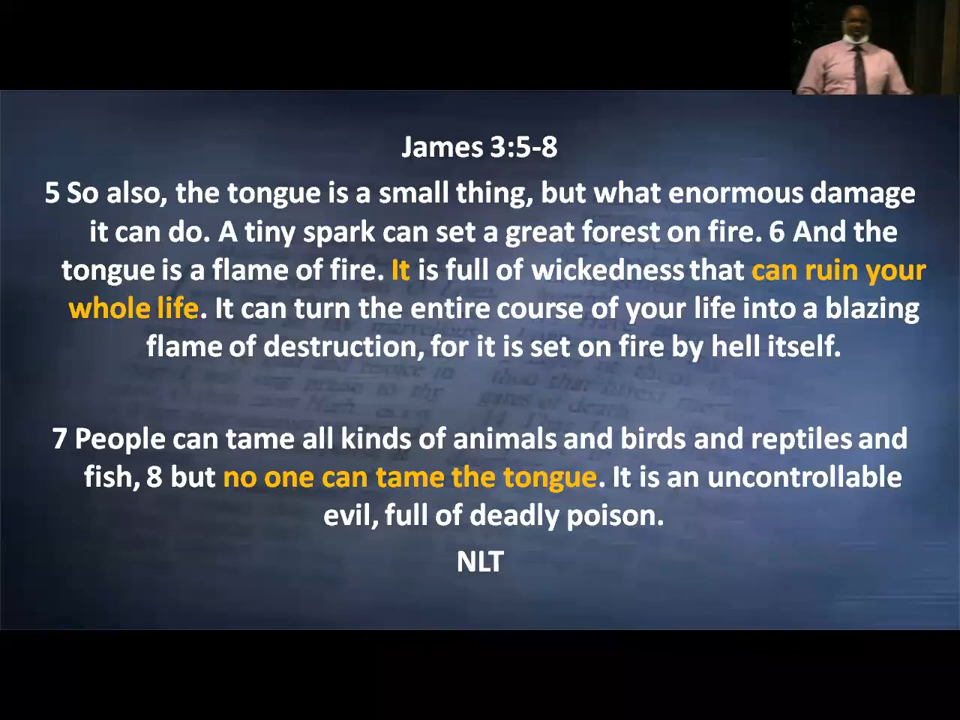 James 3:5-8
5 So also, the tongue is a small thing, but what enormous damage
it can do. A tiny spark can set a great forest on fire. 6 And the
tongue is a flame of fire. It is full of wickedness that can ruin your
whole life. It can turn the entire course of your life into a blazing
flame of destruction, for it is set on fire by hell itself.
7 People can tame all kinds of animals and birds and reptiles and
fish, 8 but no one can tame the tongue. It is an uncontrollable
evil, full of deadly poison.
NLT